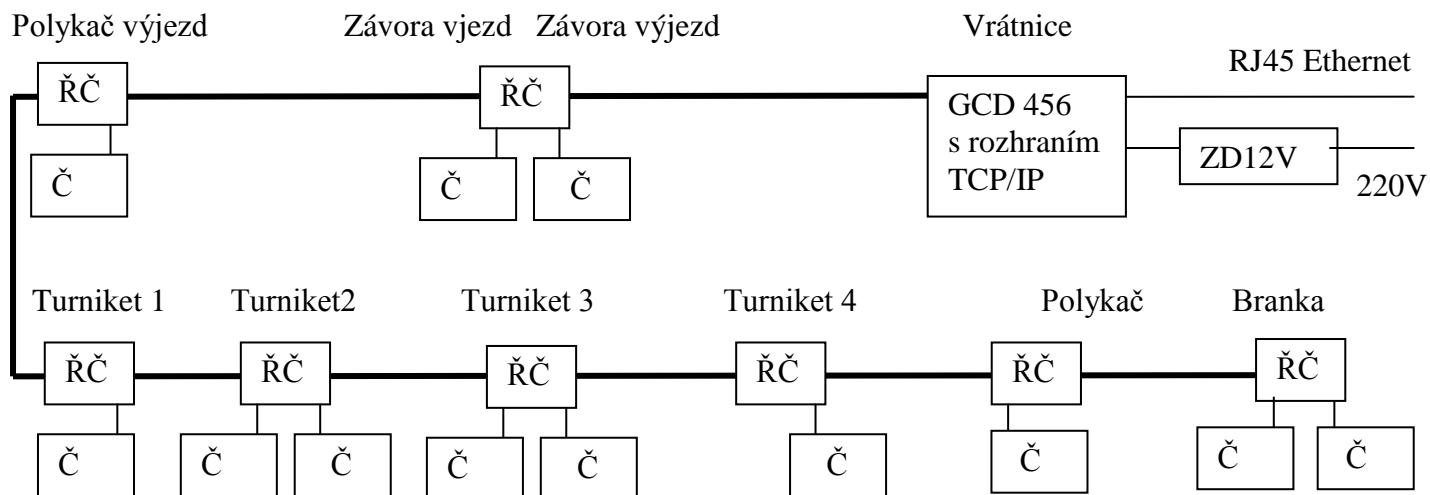 Polykač výjezd
Závora vjezd
Závora výjezd
Vrátnice
RJ45 Ethernet
ŘČ
ŘČ
GCD 456
s rozhraním
TCP/IP
ZD12V
220V
Č
Č
Č
Turniket 1
Turniket2
Turniket 3
Turniket 4
Polykač
Branka
ŘČ
ŘČ
ŘČ
ŘČ
ŘČ
ŘČ
Č
Č
Č
Č
Č
Č
Č
Č
Č